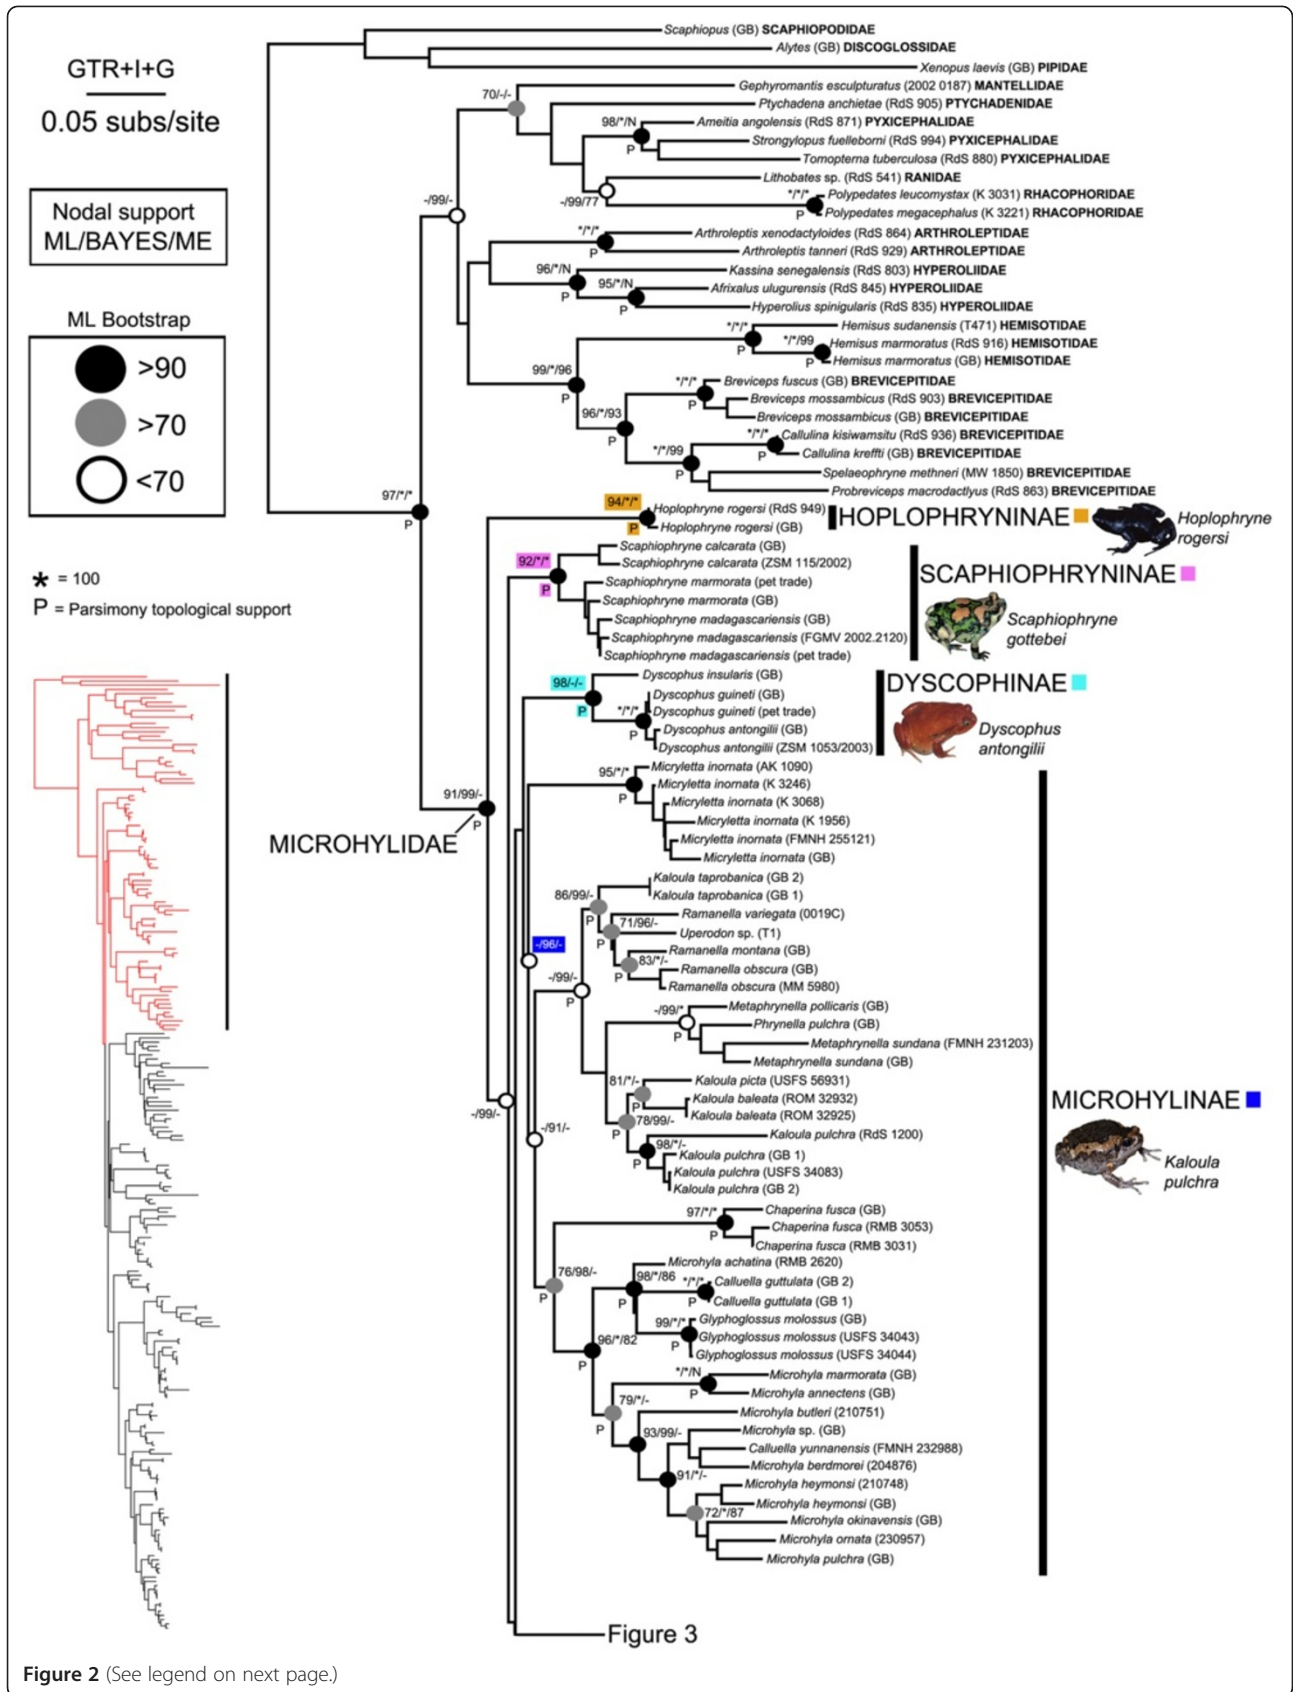 GTR+I+G
0.05 subs/site
Nodal support
ML/BAYES/ME
ML Bootstrap
>90
>70
<70
* = 100
P = Parsimony topological support
Scaphiopus (GB) SCAPHIOPODIDAE
Alytes (GB) DISCOGLOSSIDAE
Xenopus laevis (GB) PIPIDAE
Gephyromantis esculpturatus (2002 0187) MANTELLIDAE
70/-/-
Ptychadena anchietae (RdS 905) PTYCHADENIDAE
98/*/N
P
Ameitia angolensis (RdS 871) PYXICEPHALIDAE
Strongylopus fuelleborni (RdS 994) PYXICEPHALIDAE
Tomopterna tuberculosa (RdS 880) PYXICEPHALIDAE
Lithobates sp. (RdS 541) RANIDAE
-/99/77
*/*/*
P
Polypedates leucomystax (K 3031) RHACOPHORIDAE
Polypedates megacephalus (K 3221) RHACOPHORIDAE
-/99/-
*/*/*
P
Arthroleptis xenodactyloides (RdS 864) ARTHROLEPTIDAE
Arthroleptis tanneri (RdS 929) ARTHROLEPTIDAE
96/*/N
P
Kassina senegalensis (RdS 803) HYPEROLIIDAE
95/*/N
P
Afrixalus ulugurensis (RdS 845) HYPEROLIIDAE
Hyperolius spinigularis (RdS 835) HYPEROLIIDAE
*/*/*
P
Hemisus sudanensis (T471) HEMISOTIDAE
*/*/99
P
Hemisus marmoratus (RdS 916) HEMISOTIDAE
Hemisus marmoratus (GB) HEMISOTIDAE
99/*/96
P
*/*/*
P
Breviceps fuscus (GB) BREVICEPITIDAE
Breviceps mossambicus (RdS 903) BREVICEPITIDAE
Breviceps mossambicus (GB) BREVICEPITIDAE
96/*/93
P
*/*/*
P
Callulina kisiwamsitu (RdS 936) BREVICEPITIDAE
Callulina kreffti (GB) BREVICEPITIDAE
*/*/99
P
Spelaeophryne methneri (MW 1850) BREVICEPITIDAE
Probreviceps macrodactlyus (RdS 863) BREVICEPITIDAE
97/*/*
P
94/*/*
P
Hoplophryne rogersi (RdS 949)
Hoplophryne rogersi (GB)
HOPLOPHRYNINAE
Hoplophryne
rogersi
92/*/*
P
Scaphiophryne calcarata (GB)
Scaphiophryne calcarata (ZSM 115/2002)
Scaphiophryne marmorata (pet trade)
Scaphiophryne marmorata (GB)
Scaphiophryne madagascariensis (GB)
Scaphiophryne madagascariensis (FGMV 2002.2120)
Scaphiophryne madagascariensis (pet trade)
SCAPHIOPHRYNINAE
Scaphiophryne
gottebei
98/-/-
P
Dyscophus insularis (GB)
*/*/*
P
Dyscophus guineti (GB)
Dyscophus guineti (pet trade)
Dyscophus antongilii (GB)
Dyscophus antongilii (ZSM 1053/2003)
DYSCOPHINAE
Dyscophus
antongilii
91/99/-
P
MICROHYLIDAE
95/*/*
P
Micryletta inornata (AK 1090)
Micryletta inornata (K 3246)
Micryletta inornata (K 3068)
Micryletta inornata (K 1956)
Micryletta inornata (FMNH 255121)
Micryletta inornata (GB)
-/96/-
86/99/-
P
Kaloula taprobanica (GB 2)
Kaloula taprobanica (GB 1)
71/96/-
P
Ramanella variegata (0019C)
Uperodon sp. (T1)
83/*/-
P
Ramanella montana (GB)
Ramanella obscura (GB)
Ramanella obscura (MM 5980)
-/99/-
P
-/99/*
P
Metaphrynella pollicaris (GB)
Phrynella pulchra (GB)
Metaphrynella sundana (FMNH 231203)
Metaphrynella sundana (GB)
81/*/-
P
Kaloula picta (USFS 56931)
Kaloula baleata (ROM 32932)
Kaloula baleata (ROM 32925)
78/99/-
P
98/*/-
P
Kaloula pulchra (RdS 1200)
Kaloula pulchra (GB 1)
Kaloula pulchra (USFS 34083)
Kaloula pulchra (GB 2)
-/99/-
-/91/-
MICROHYLINAE
Kaloula
pulchra
97/*/*
P
Chaperina fusca (GB)
Chaperina fusca (RMB 3053)
Chaperina fusca (RMB 3031)
76/98/-
P
98/*/86
P
Microhyla achatina (RMB 2620)
*/*/*
P
Calluella guttulata (GB 2)
Calluella guttulata (GB 1)
99/*/*
P
Glyphoglossus molossus (GB)
Glyphoglossus molossus (USFS 34043)
Glyphoglossus molossus (USFS 34044)
96/*/82
P
*/*/N
P
Microhyla marmorata (GB)
Microhyla annectens (GB)
79/*/-
P
Microhyla butleri (210751)
93/99/-
P
Microhyla sp. (GB)
Calluella yunnanensis (FMNH 232988)
Microhyla berdmorei (204876)
91/*/-
P
Microhyla heymonsi (210748)
Microhyla heymonsi (GB)
72/*/87
P
Microhyla okinavensis (GB)
Microhyla ornata (230957)
Microhyla pulchra (GB)
Figure 3
Figure 2 (See legend on next page.)